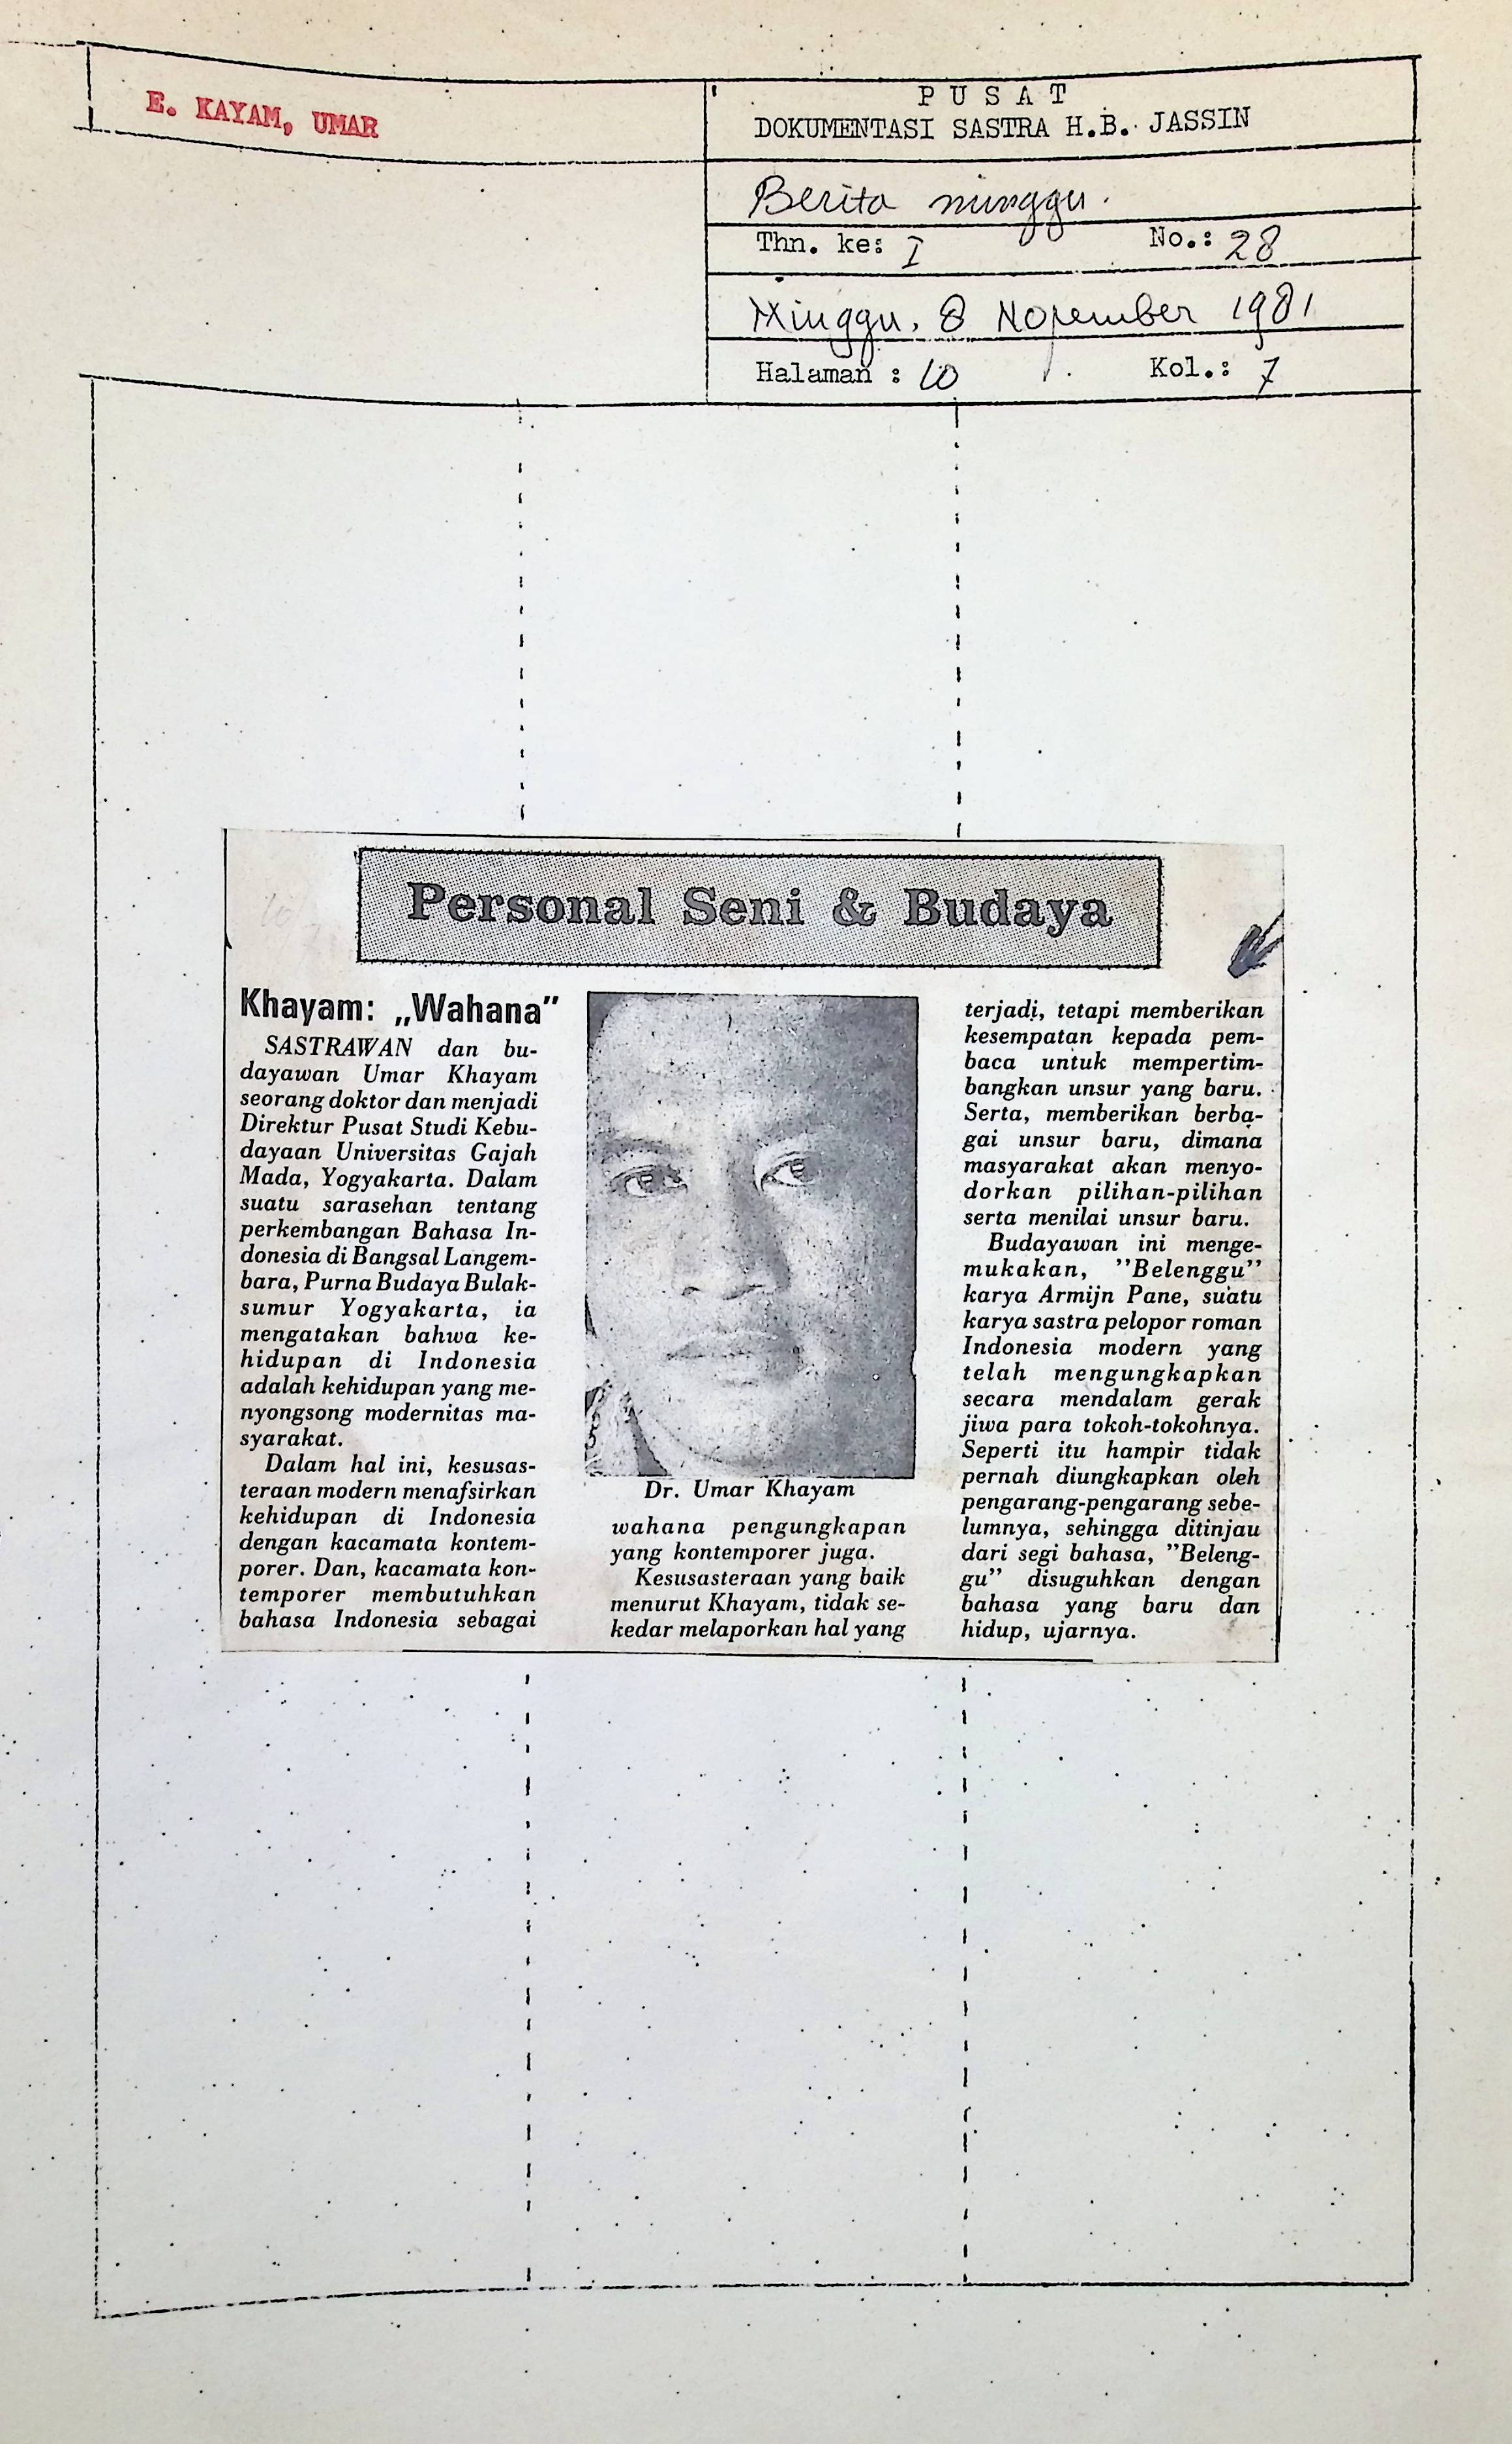 E. KAYAM, UMAR
PUSAT
DOKUMENTASI SASTRA H.B. JASSIN
Berita minggu.
Thn. ke: I No.: 28
Minggu, 8 Nopember 1981
Halaman : 10 Kol.: 7
Personal Seni & Budaya
Khayam: „Wahana”
SASTRAWAN dan bu-
dayawan Umar Khayam
seorang doktor dan menjadi
Direktur Pusat Studi Kebu-
dayaan Universitas Gajah
Mada, Yogyakarta. Dalam
suatu sarasehan tentang
perkembangan Bahasa In-
donesia di Bangsal Langem-
bara, Purna Budaya Bulak-
sumur Yogyakarta, ia
mengatakan bahwa ke-
hidupan di Indonesia
adalah kehidupan yang me-
nyongsong modernitas ma-
syarakat.
Dalam hal ini, kesusas-
teraan modern menafsirkan
kehidupan di Indonesia
dengan kacamata kontem-
porer. Dan, kacamata kon-
temporer membutuhkan
bahasa Indonesia sebagai
Dr. Umar Khayam
wahana pengungkapan
yang kontemporer juga.
Kesusasteraan yang baik
menurut Khayam, tidak se-
kedar melaporkan hal yang
terjadi, tetapi memberikan
kesempatan kepada pem-
baca untuk mempertim-
bangkan unsur yang baru.
Serta, memberikan berba-
gai unsur baru, dimana
masyarakat akan menyo-
dorkan pilihan-pilihan
serta menilai unsur baru.
Budayawan ini menge-
mukakan, ”Belenggu”
karya Armijn Pane, suatu
karya sastra pelopor roman
Indonesia modern yang
telah mengungkapkan
secara mendalam gerak
jiwa para tokoh-tokohnya.
Seperti itu hampir tidak
pernah diungkapkan oleh
pengarang-pengarang sebe-
lumnya, sehingga ditinjau
dari segi bahasa, ”Beleng-
gu” disuguhkan dengan
bahasa yang baru dan
hidup, ujarnya.